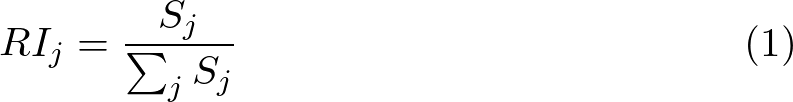 $RI_j = \frac{S_j}{\sum_j S_j}$ (1)